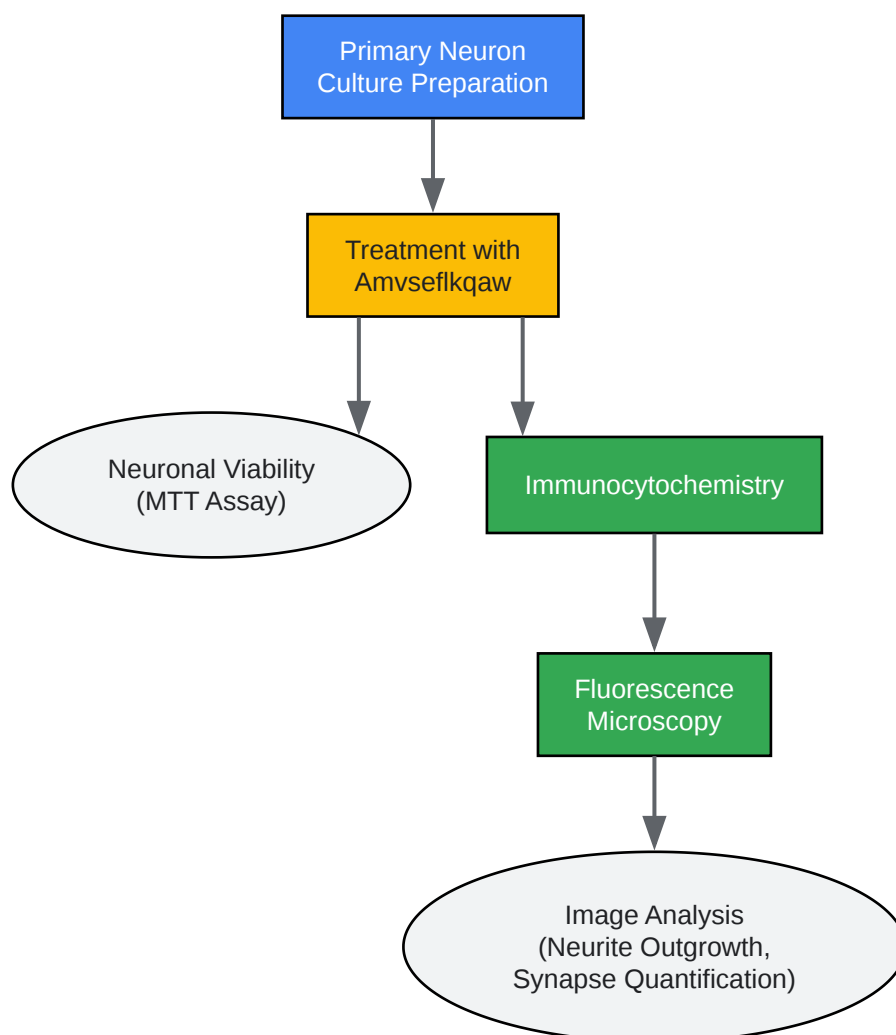 Primary Neuron
Culture Preparation
Treatment with
Amvseflkqaw
Neuronal Viability
(MTT Assay)
Immunocytochemistry
Fluorescence
Microscopy
Image Analysis
(Neurite Outgrowth,
Synapse Quantification)